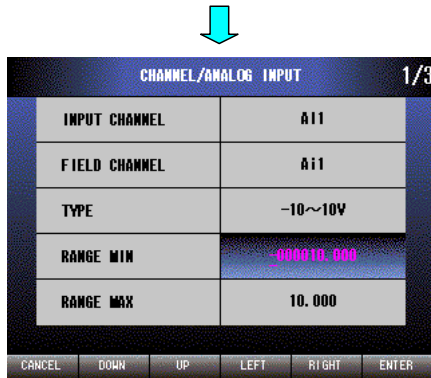 CHANNEL/ANALOG INPUT 1/3
INPUT CHANNEL AI1
FIELD CHANNEL Ai1
TYPE -10~10V
RANGE MIN -000010.000
RANGE MAX 10.000
CANCEL DOWN UP LEFT RIGHT ENTER